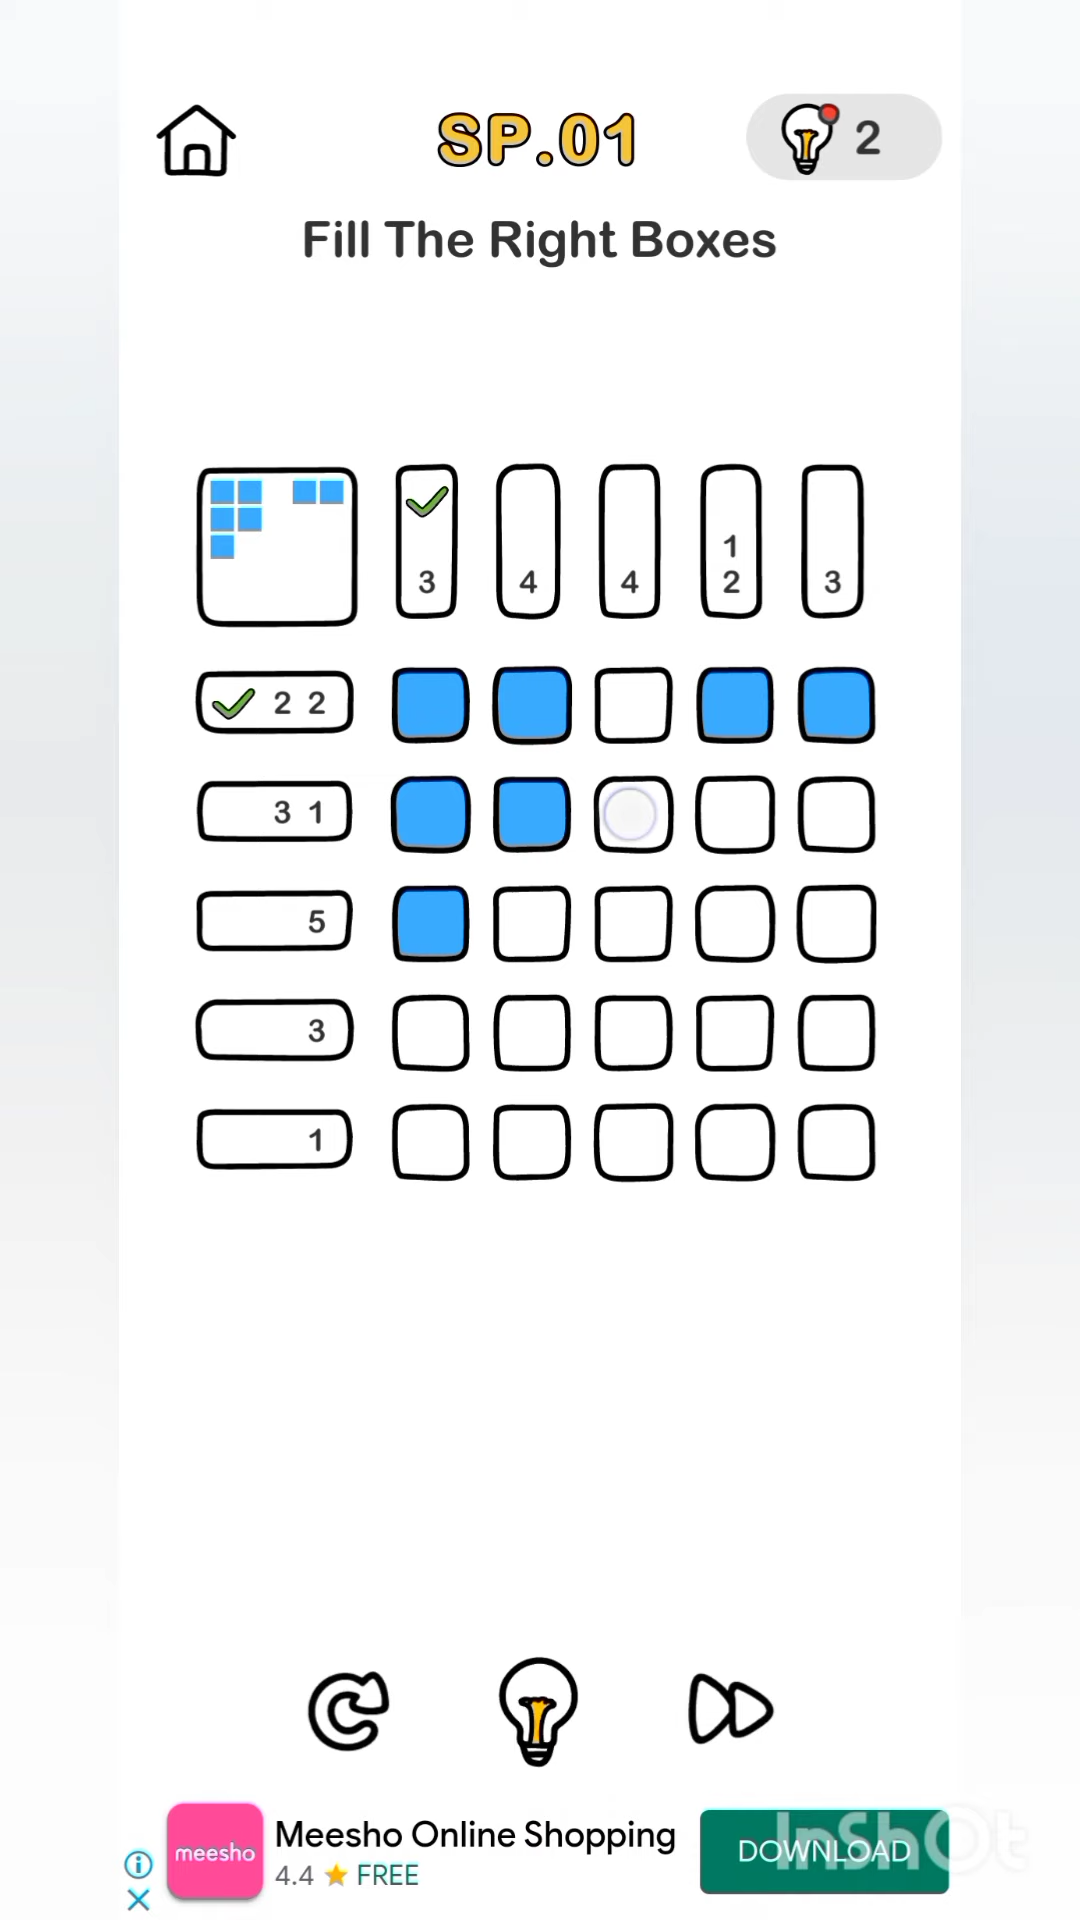 SP.01
2
Fill The Right Boxes
1
3 4 4 2 3
2 2
3 1
5
3
1
meesho
Meesho Online Shopping
4.4 FREE
DOWNLOAD
InShOt